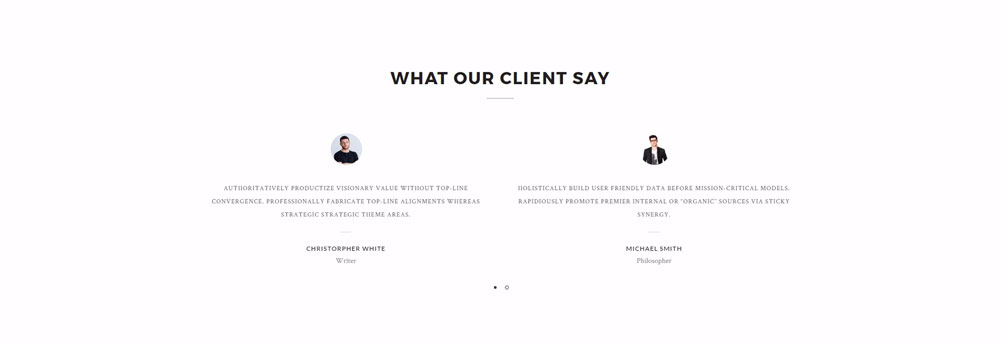 WHAT OUR CLIENT SAY
AUTHORITATIVELY PRODUCTIZE VISIONARY VALUE WITHOUT TOP-LINE
CONVERGENCE. PROFESSIONALLY FABRICATE TOP-LINE ALIGNMENTS WHEREAS
STRATEGIC STRATEGIC THEME AREAS.
CHRISTORPHER WHITE
Writer
HOLISTICALLY BUILD USER FRIENDLY DATA BEFORE MISSION-CRITICAL MODELS.
RAPIDIOUSLY PROMOTE PREMIER INTERNAL OR "ORGANIC" SOURCES VIA STICKY
SYNERGY.
MICHAEL SMITH
Philosopher